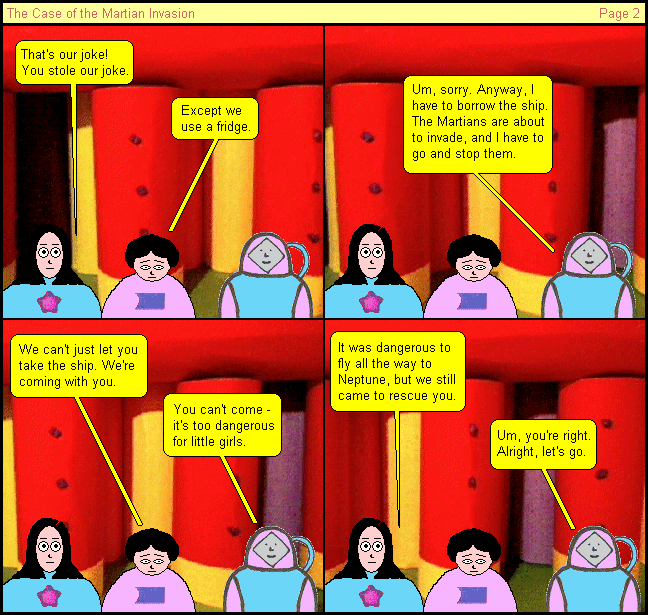 The Case of the Martian Invasion
Page 2
That's our joke!
You stole our joke.
Except we
use a fridge.
Um, sorry. Anyway, I
have to borrow the ship.
The Martians are about
to invade, and I have to
go and stop them.
We can't just let you
take the ship. We're
coming with you.
You can't come -
it's too dangerous
for little girls.
It was dangerous to
fly all the way to
Neptune, but we still
came to rescue you.
Um, you're right.
Alright, let's go.